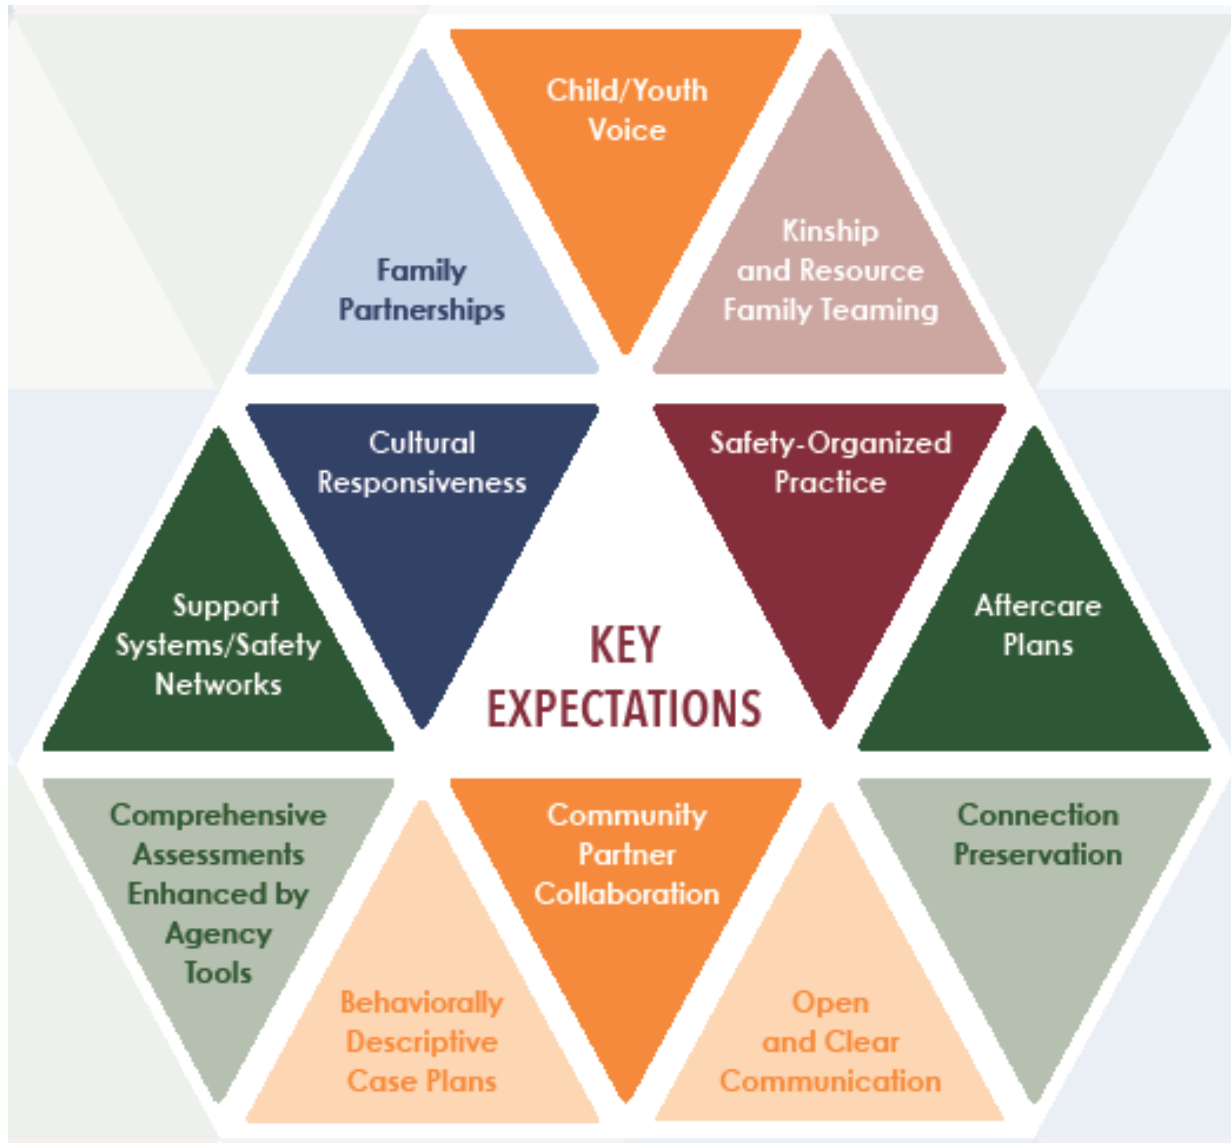 Child/Youth
Voice
Family
Partnerships
Kinship
and Resource
Family Teaming
Cultural
Responsiveness
Safety-Organized
Practice
Support
Systems/Safety
Networks
KEY
EXPECTATIONS
Aftercare
Plans
Comprehensive
Assessments
Enhanced by
Agency
Tools
Behaviorally
Descriptive
Case Plans
Community
Partner
Collaboration
Open
and Clear
Communication
Connection
Preservation